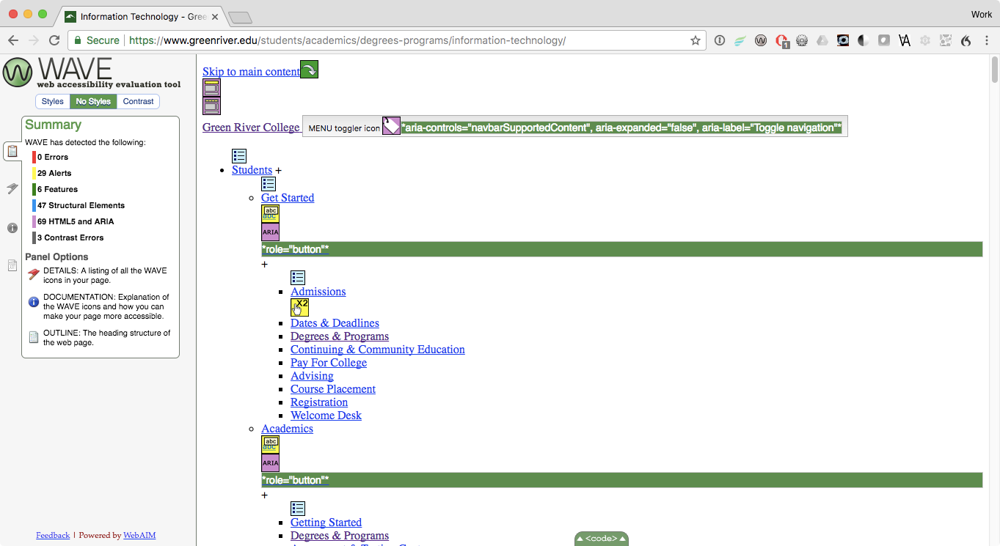 Information Technology - Gree
Work
Secure
https://www.greenriver.edu/students/academics/degrees-programs/information-technology/
1
WAVE
web accessibility evaluation tool
Styles
No Styles
Contrast
Summary
WAVE has detected the following:
0 Errors
29 Alerts
6 Features
47 Structural Elements
69 HTML5 and ARIA
3 Contrast Errors
Panel Options
DETAILS: A listing of all the WAVE
icons in your page.
DOCUMENTATION: Explanation of
the WAVE icons and how you can
make your page more accessible.
OUTLINE: The heading structure of
the web page.
Feedback | Powered by WebAIM
Skip to main content
Green River College MENU toggler icon *aria-controls="navbarSupportedContent", aria-expanded="false", aria-label="Toggle navigation"*
Students +
Get Started
abc
abc
ARIA
*role="button"*
+
Admissions
X2
Dates & Deadlines
Degrees & Programs
Continuing & Community Education
Pay For College
Advising
Course Placement
Registration
Welcome Desk
Academics
abc
abc
ARIA
*role="button"*
+
Getting Started
Degrees & Programs
<code>